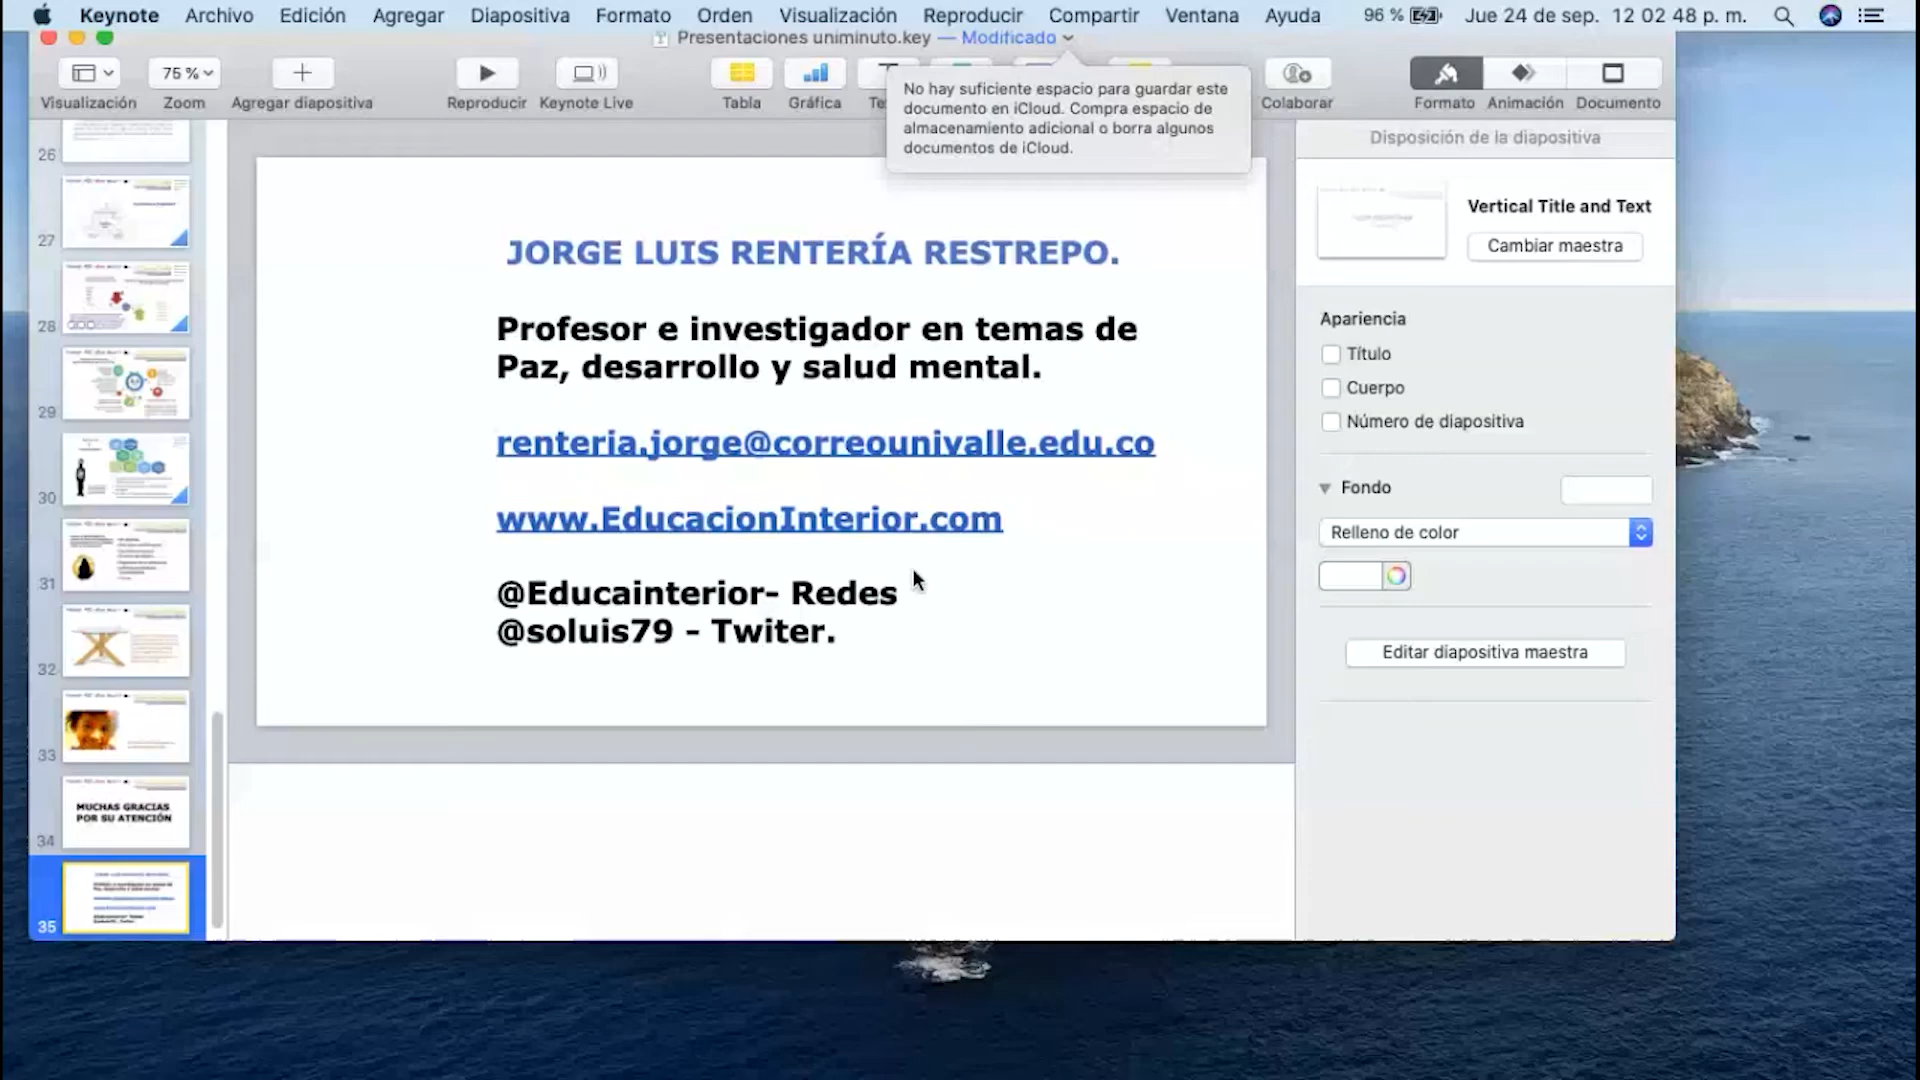 Keynote Archivo Edición Agregar Diapositiva Formato Orden Visualización Reproducir Compartir Ventana Ayuda 96 % Jue 24 de sep. 12 02 48 p. m.
Presentaciones uniminuto.key — Modificado
75 %
Visualización Zoom Agregar diapositiva Reproducir Keynote Live Tabla Gráfica Colaborar Formato Animación Documento
No hay suficiente espacio para guardar este
documento en iCloud. Compra espacio de
almacenamiento adicional o borra algunos
documentos de iCloud.
Disposición de la diapositiva
Vertical Title and Text
Cambiar maestra
Apariencia
Título
Cuerpo
Número de diapositiva
Fondo
Relleno de color
Editar diapositiva maestra
JORGE LUIS RENTERÍA RESTREPO.
Profesor e investigador en temas de
Paz, desarrollo y salud mental.
renteria.jorge@correounivalle.edu.co
www.EducacionInterior.com
@Educainterior- Redes
@soluis79 - Twiter.
26
27
28
29
30
31
32
33
MUCHAS GRACIAS
POR SU ATENCIÓN
34
35